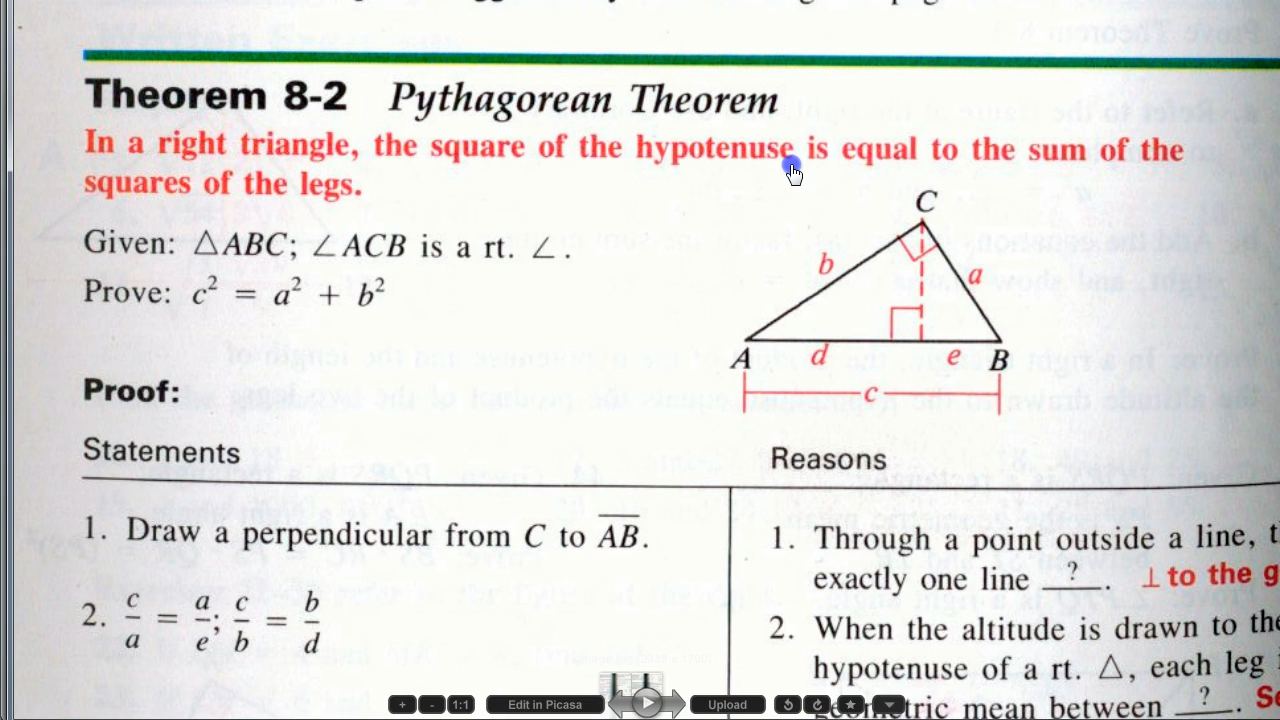 Theorem 8-2 Pythagorean Theorem
In a right triangle, the square of the hypotenuse is equal to the sum of the
squares of the legs.
Given: △ABC; ∠ACB is a rt. ∠.
Prove: c² = a² + b²
C
b
a
A
d
e
B
c
Proof:
Statements
Reasons
1. Draw a perpendicular from C to AB.
2. c/a = a/e; c/b = b/d
1. Through a point outside a line, t
exactly one line ? ⊥ to the g
2. When the altitude is drawn to the
hypotenuse of a rt. △, each leg i
geometric mean between ?. S
+ - 1:1 Edit in Picasa Upload